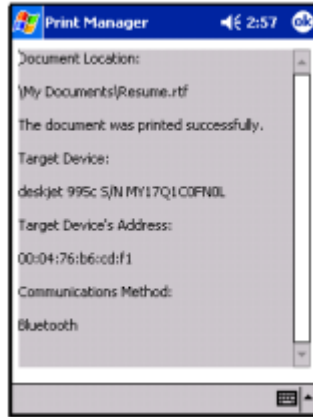 Print Manager 2:57 ok
Document Location:
\My Documents\Resume.rtf
The document was printed successfully.
Target Device:
deskjet 995c S/N MY17Q1C0FN0L
Target Device's Address:
00:04:76:b6:cd:f1
Communications Method:
Bluetooth